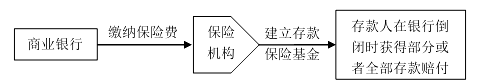 商业银行
缴纳保险费
保险
机构
建立存款
保险基金
存款人在银行倒
闭时获得部分或
者全部存款赔付